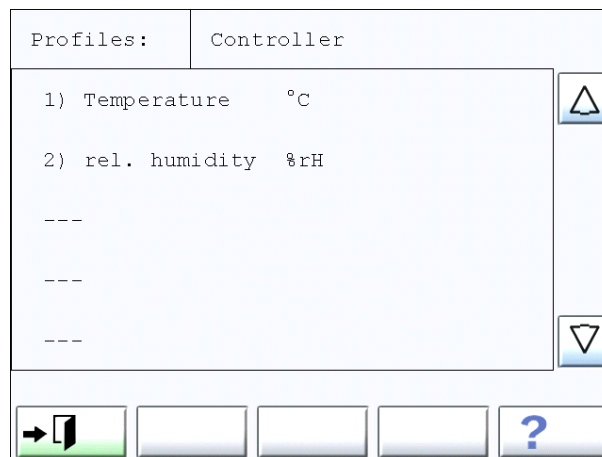 Profiles: Controller
1) Temperature °C
2) rel. humidity %rH
---
---
---
?